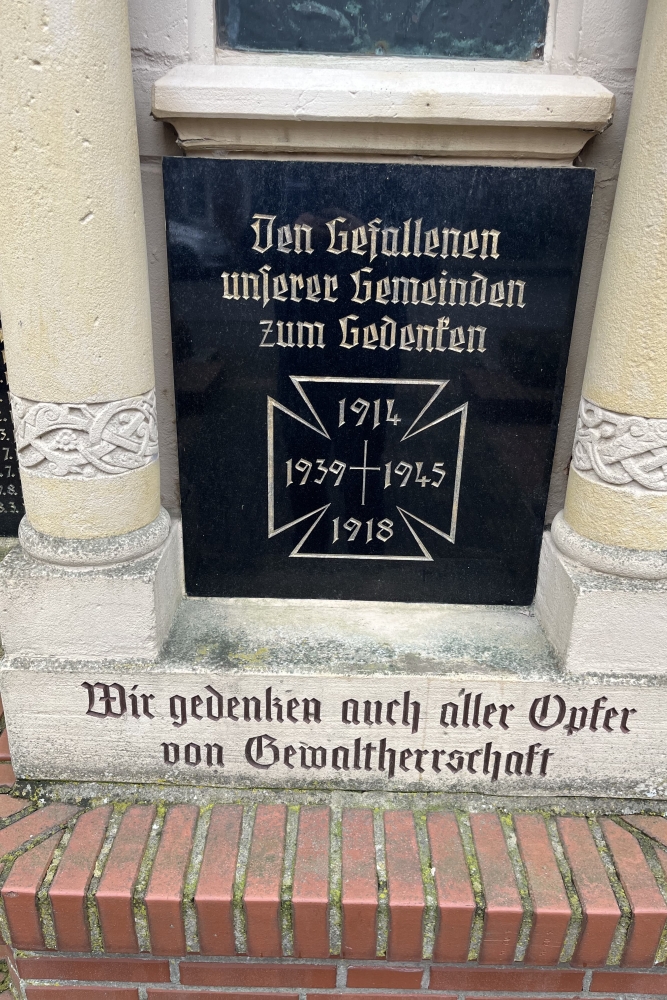 Den Gefallenen
unserer Gemeinden
zum Gedenken
1914
1939 1945
1918
Wir gedenken auch aller Opfer
von Gewaltherrschaft